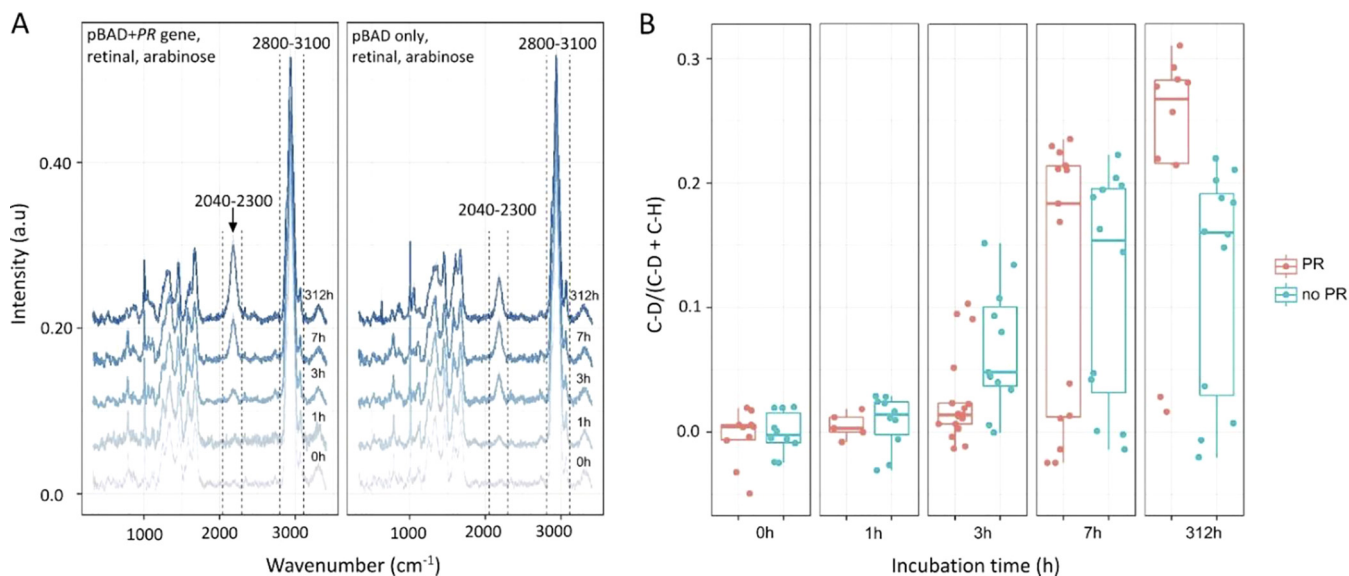 A
pBAD+PR gene,
retinal, arabinose
2800-3100
2040-2300
312h
7h
3h
1h
0h
pBAD only,
retinal, arabinose
2800-3100
2040-2300
312h
7h
3h
1h
0h
0.40
0.20
0.0
Intensity (a.u)
1000 2000 3000
1000 2000 3000
Wavenumber (cm-1)
B
0.3
0.2
0.1
0.0
C-D/(C-D + C-H)
0h 1h 3h 7h 312h
Incubation time (h)
PR
no PR